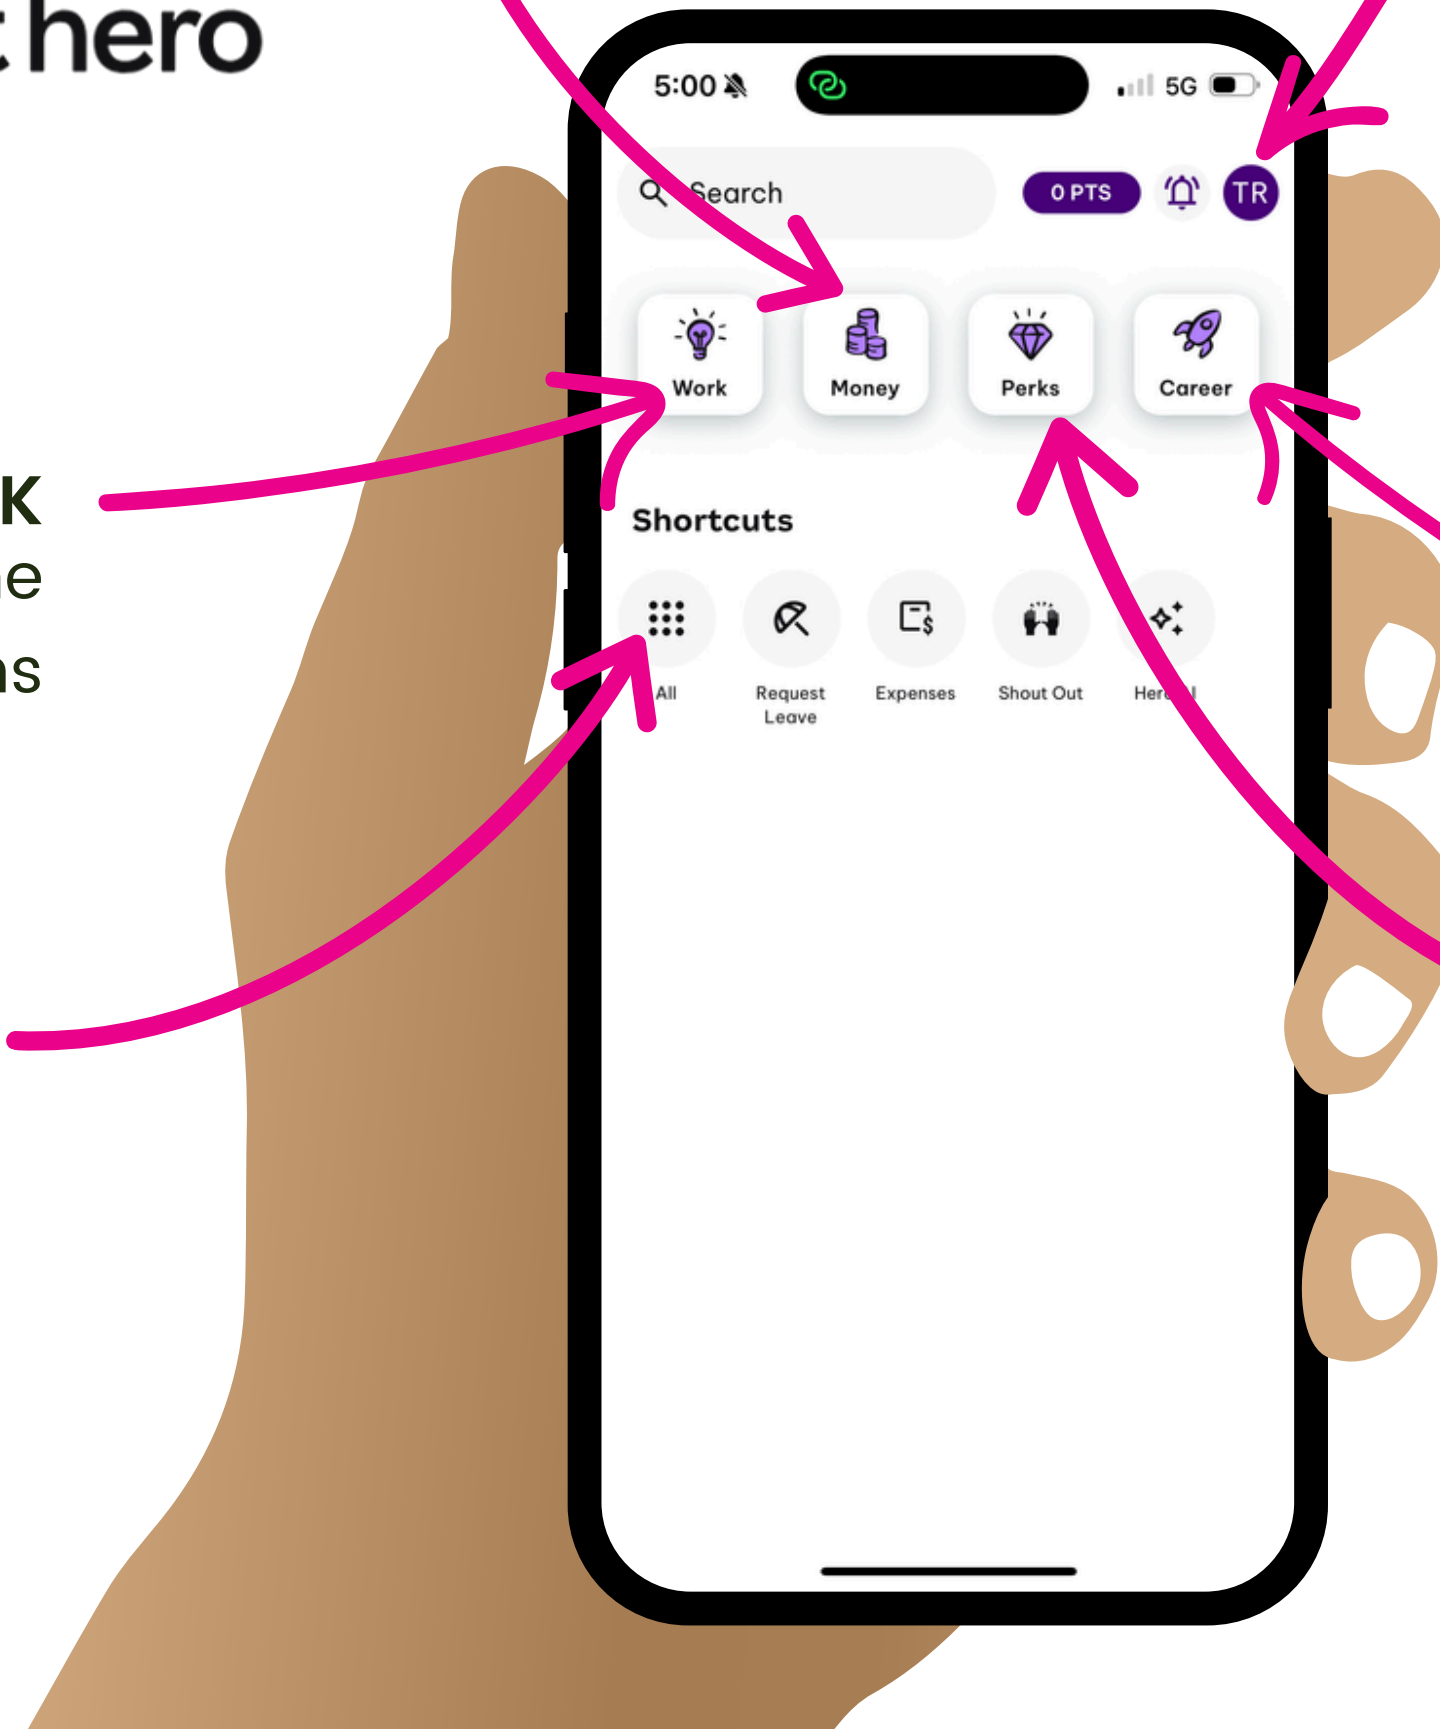 hero
5:00
5G
Search
0 PTS
TR
Work
Money
Perks
Career
K
Shortcuts
e
ns
All
Request
Leave
Expenses
Shout Out